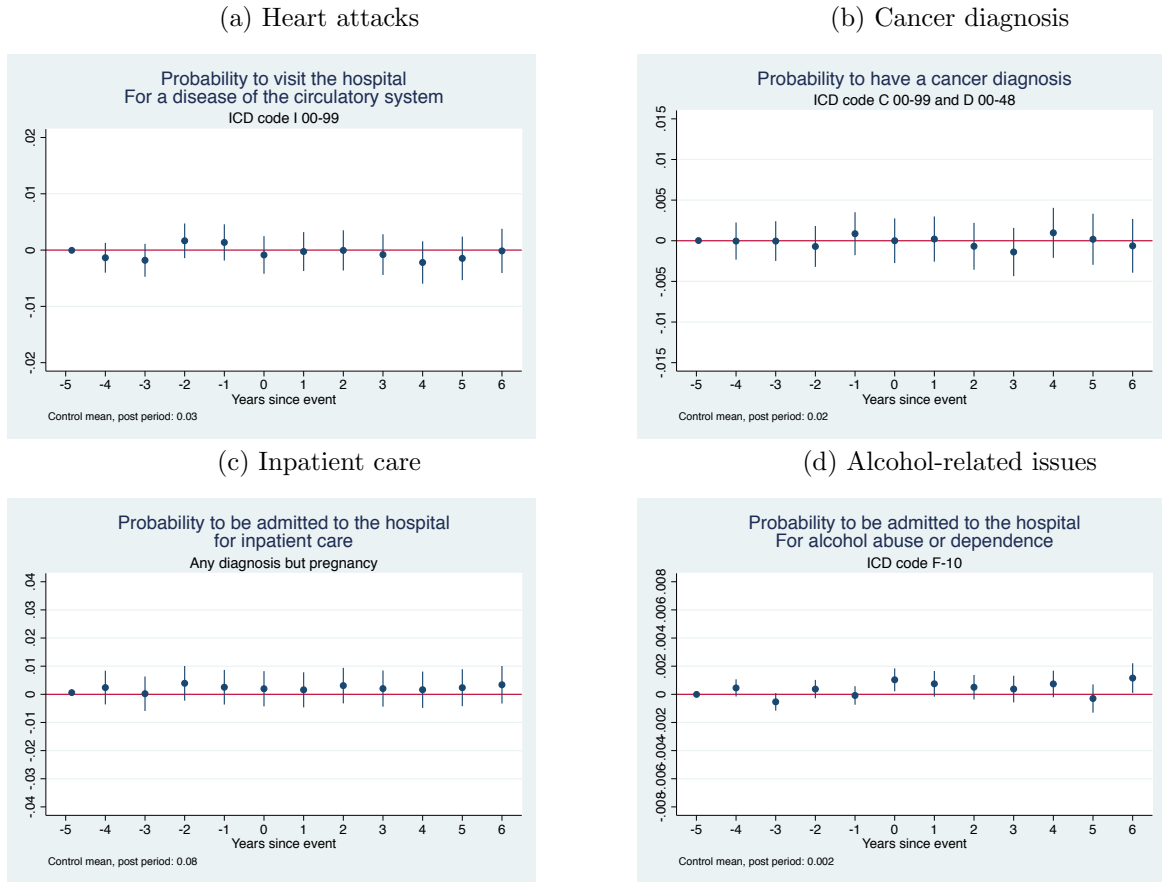 (a) Heart attacks
Probability to visit the hospital
For a disease of the circulatory system
ICD code I 00-99
.02
.01
0
-.01
-.02
-5 -4 -3 -2 -1 0 1 2 3 4 5 6
Years since event
Control mean, post period: 0.03
(b) Cancer diagnosis
Probability to have a cancer diagnosis
ICD code C 00-99 and D 00-48
.015
.01
.005
0
-.005
-.01
-.015
-5 -4 -3 -2 -1 0 1 2 3 4 5 6
Years since event
Control mean, post period: 0.02
(c) Inpatient care
Probability to be admitted to the hospital
for inpatient care
Any diagnosis but pregnancy
.04
.03
.02
.01
0
-.01
-.02
-.03
-.04
-5 -4 -3 -2 -1 0 1 2 3 4 5 6
Years since event
Control mean, post period: 0.08
(d) Alcohol-related issues
Probability to be admitted to the hospital
For alcohol abuse or dependence
ICD code F-10
.008
.006
.004
.002
0
-.002
-.004
-.006
-.008
-5 -4 -3 -2 -1 0 1 2 3 4 5 6
Years since event
Control mean, post period: 0.002